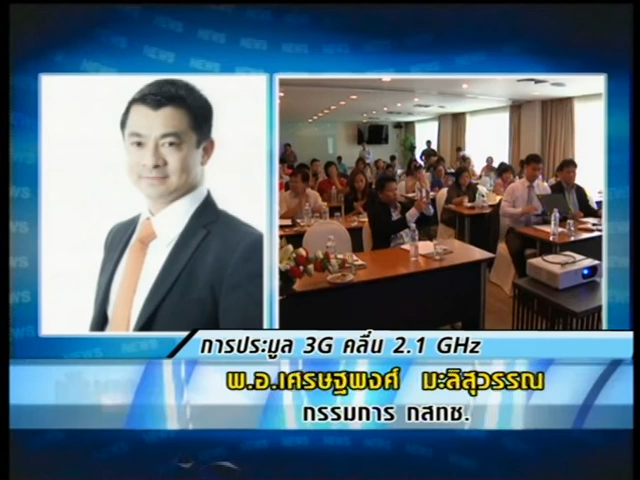 การประมูล 3G คลื่น 2.1 GHz
พ.อ.เศรษฐพงศ์ มะลิสุวรรณ
กรรมการ กสทช.
NEWS